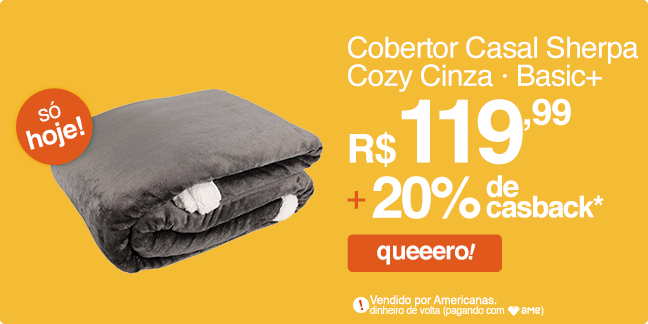 só
hoje!
Cobertor Casal Sherpa
Cozy Cinza · Basic+
R$ 119,99
+ 20% de casback*
queeero!
! Vendido por Americanas.
dinheiro de volta (pagando com ame)